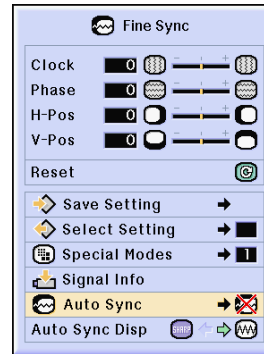 Fine Sync
Clock 0
Phase 0
H-Pos 0
V-Pos 0
Reset
Save Setting
Select Setting
Special Modes 1
Signal Info
Auto Sync
Auto Sync Disp